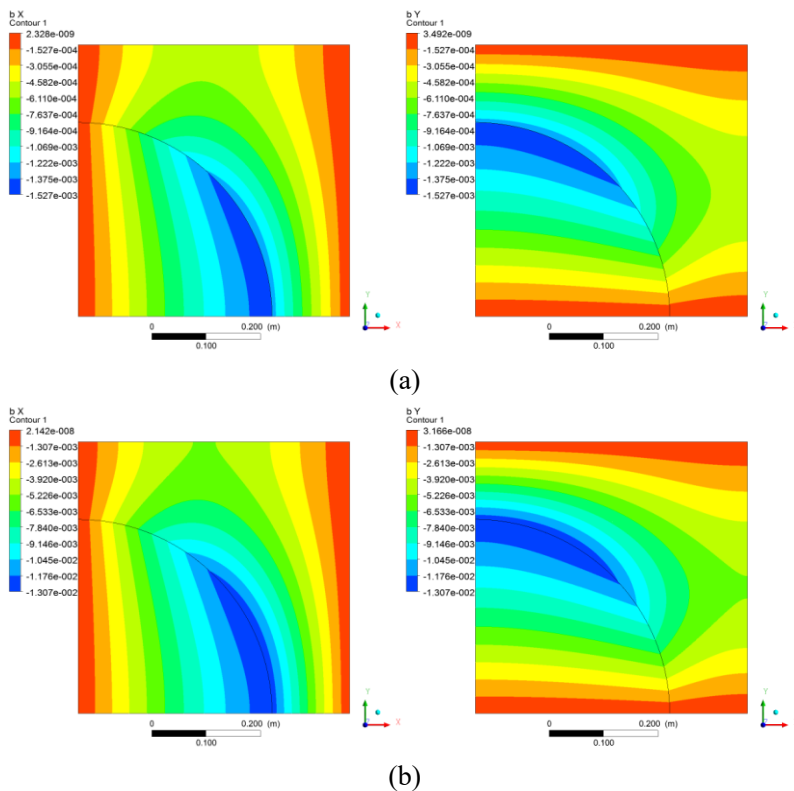 b X
Contour 1
2.328e-009
-1.527e-004
-3.055e-004
-4.582e-004
-6.110e-004
-7.637e-004
-9.164e-004
-1.069e-003
-1.222e-003
-1.375e-003
-1.527e-003
Y
Z
X
0 0.200 (m)
0.100
b Y
Contour 1
3.492e-009
-1.527e-004
-3.055e-004
-4.582e-004
-6.110e-004
-7.637e-004
-9.164e-004
-1.069e-003
-1.222e-003
-1.375e-003
-1.527e-003
Y
Z
X
0 0.200 (m)
0.100
(a)
b X
Contour 1
2.142e-008
-1.307e-003
-2.613e-003
-3.920e-003
-5.226e-003
-6.533e-003
-7.840e-003
-9.146e-003
-1.045e-002
-1.176e-002
-1.307e-002
Y
Z
X
0 0.200 (m)
0.100
b Y
Contour 1
3.166e-008
-1.307e-003
-2.613e-003
-3.920e-003
-5.226e-003
-6.533e-003
-7.840e-003
-9.146e-003
-1.045e-002
-1.176e-002
-1.307e-002
Y
Z
X
0 0.200 (m)
0.100
(b)